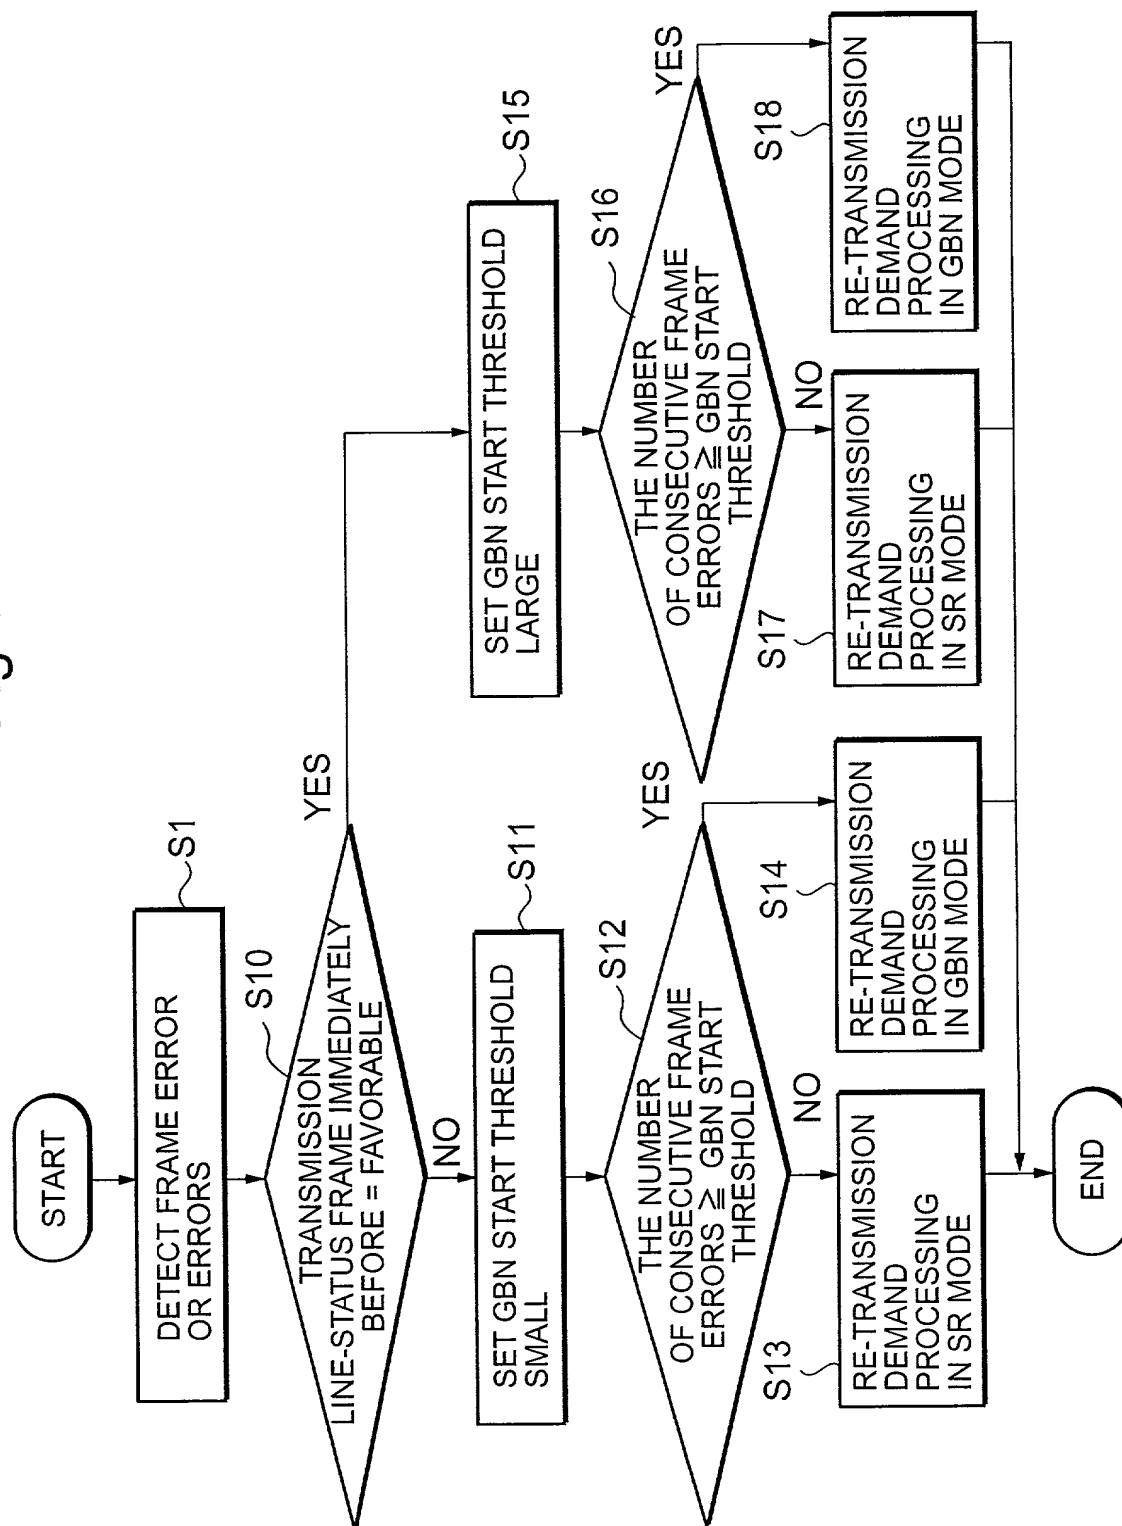 START
DETECT FRAME ERROR
OR ERRORS
S1
TRANSMISSION
LINE-STATUS FRAME IMMEDIATELY
BEFORE = FAVORABLE
S10
YES
NO
SET GBN START THRESHOLD
SMALL
S11
SET GBN START THRESHOLD
LARGE
S15
THE NUMBER
OF CONSECUTIVE FRAME
ERRORS ≧ GBN START
THRESHOLD
S12
YES
NO
THE NUMBER
OF CONSECUTIVE FRAME
ERRORS ≧ GBN START
THRESHOLD
S16
YES
NO
S13
RE-TRANSMISSION
DEMAND
PROCESSING
IN SR MODE
S14
RE-TRANSMISSION
DEMAND
PROCESSING
IN GBN MODE
S17
RE-TRANSMISSION
DEMAND
PROCESSING
IN SR MODE
S18
RE-TRANSMISSION
DEMAND
PROCESSING
IN GBN MODE
END